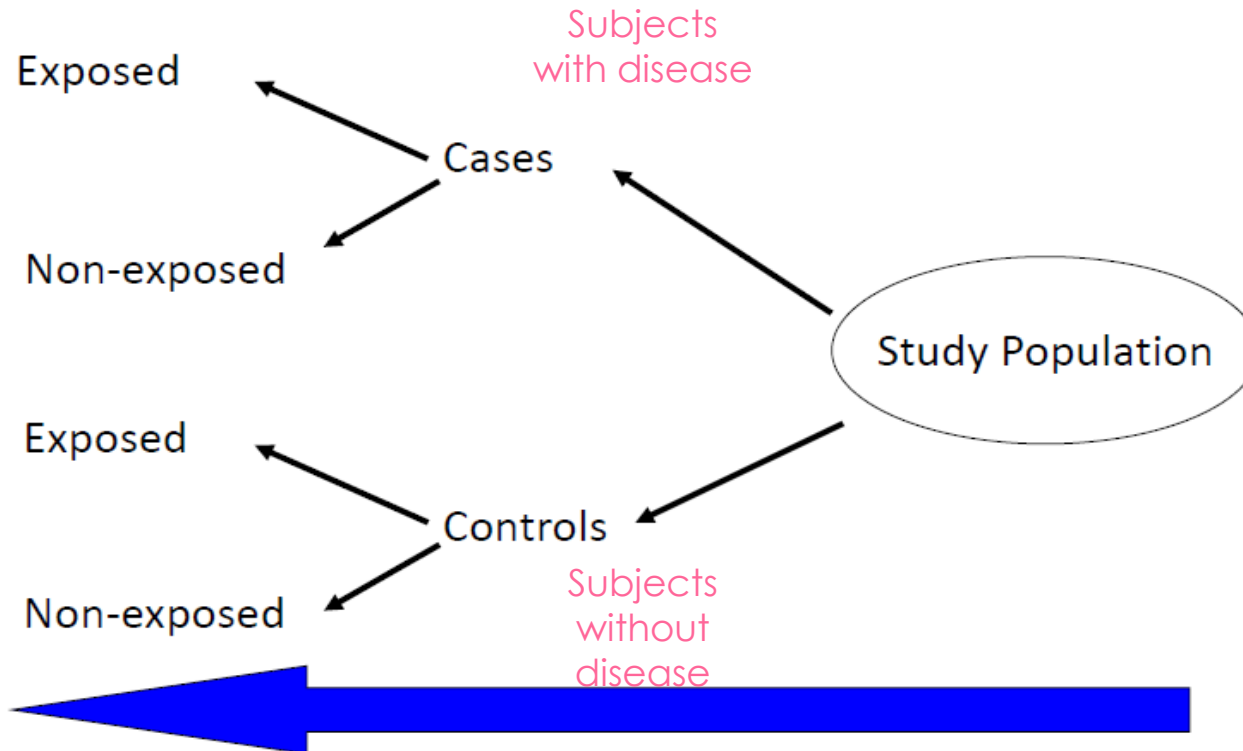 Subjects
with disease
Exposed
Cases
Non-exposed
Study Population
Exposed
Controls
Non-exposed
Subjects
without
disease